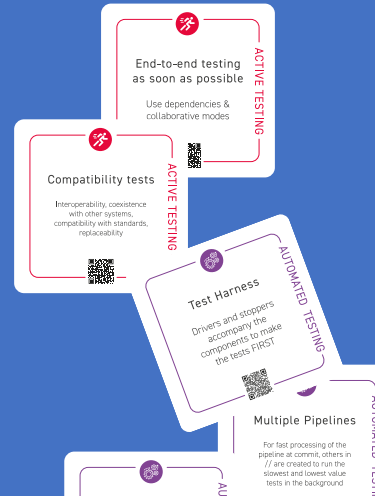 End-to-end testing
as soon as possible
Use dependencies &
collaborative modes
ACTIVE TESTING
Compatibility tests
Interoperability, coexistence
with other systems,
compatibility with standards,
replaceability
ACTIVE TESTING
Test Harness
Drivers and stoppers
accompany the
components to make
the tests FIRST
AUTOMATED TESTING
Multiple Pipelines
For fast processing of the
pipeline at commit, others in
// are created to run the
slowest and lowest value
tests in the background
AUTOMATED TEST
AU